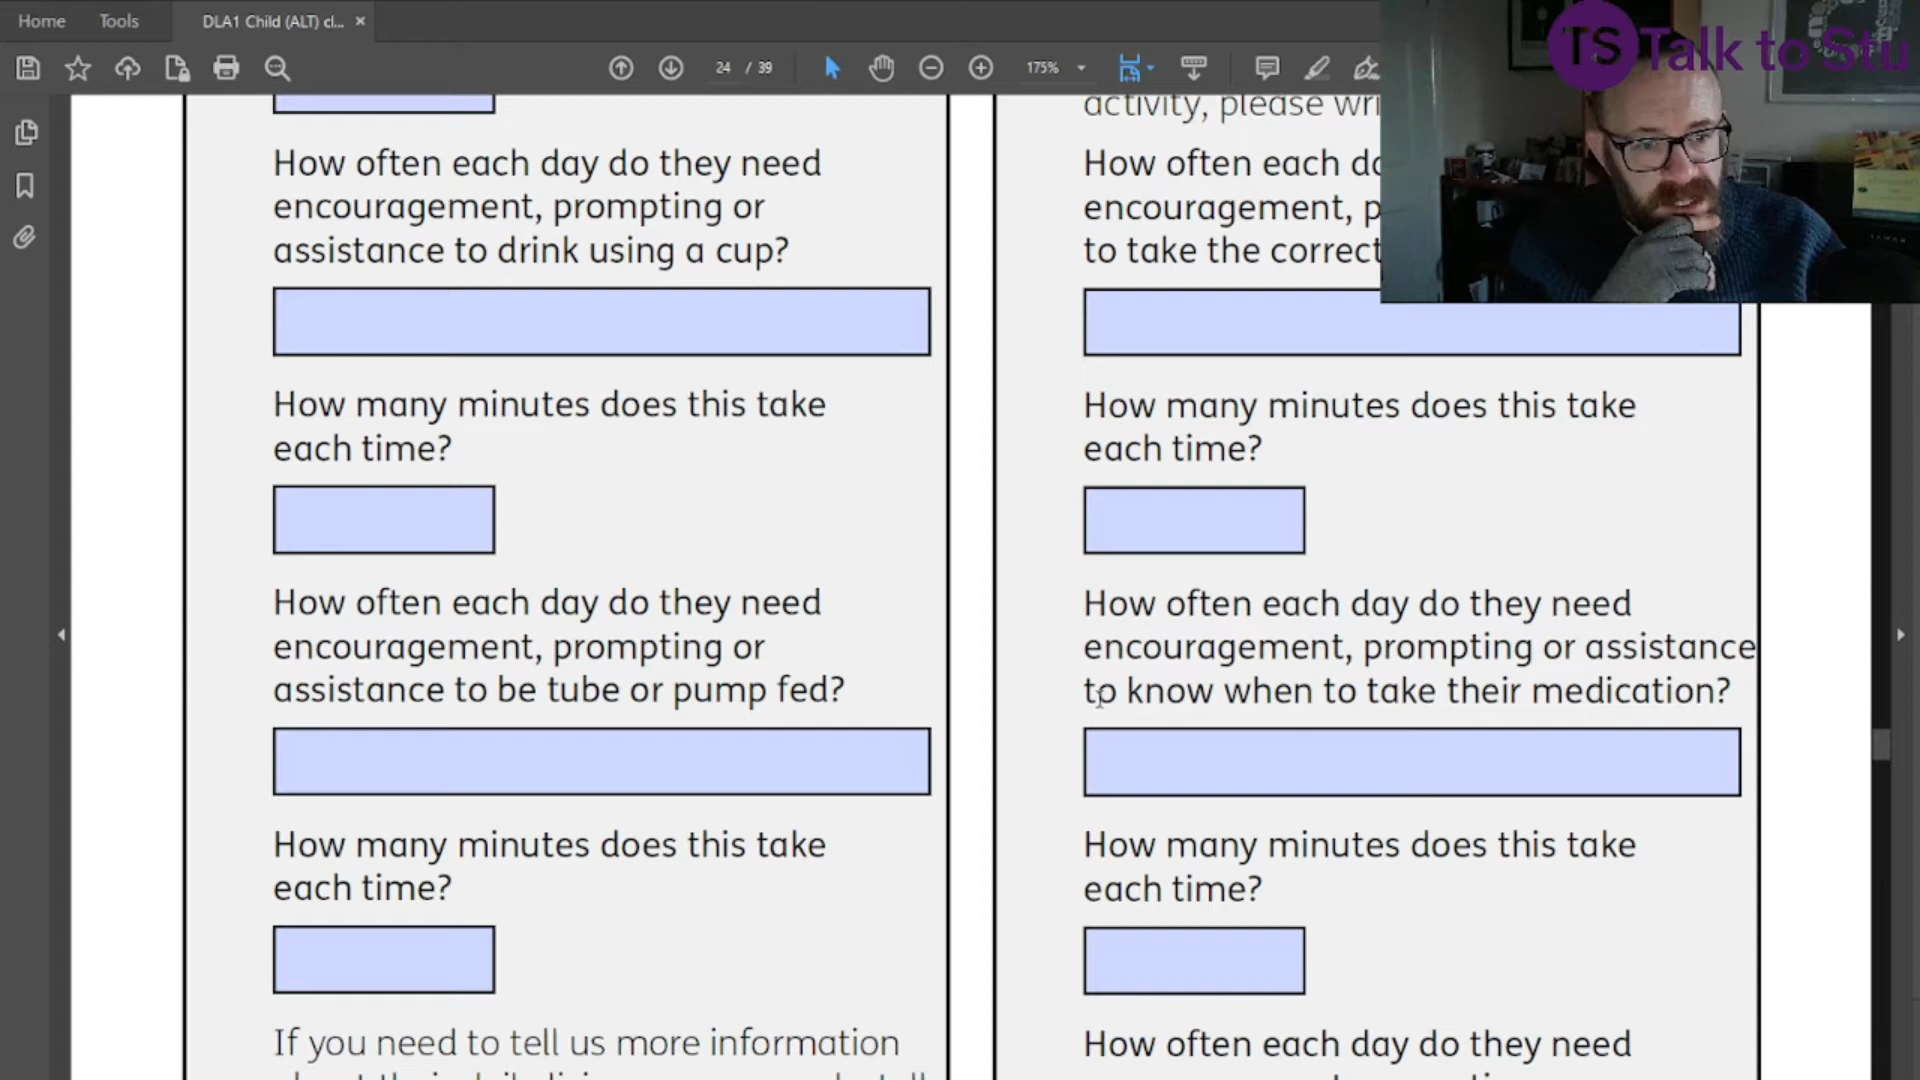 Home Tools DLA1 Child (ALT) cl... ×
24 / 39 175%
TS Talk to Stu
How often each day do they need
encouragement, prompting or
assistance to drink using a cup?
How many minutes does this take
each time?
How often each day do they need
encouragement, prompting or
assistance to be tube or pump fed?
How many minutes does this take
each time?
If you need to tell us more information
activity, please wri
How often each da
encouragement, p
to take the correct
How many minutes does this take
each time?
How often each day do they need
encouragement, prompting or assistance
to know when to take their medication?
How many minutes does this take
each time?
How often each day do they need